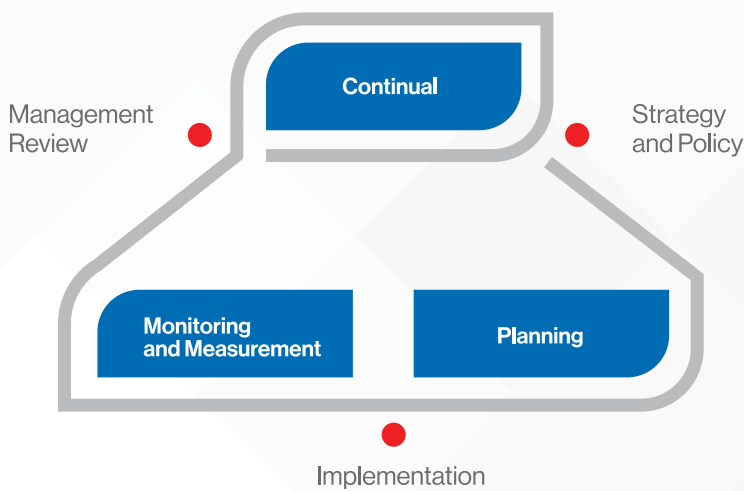 Continual
Management
Review
Strategy
and Policy
Monitoring
and Measurement
Planning
Implementation